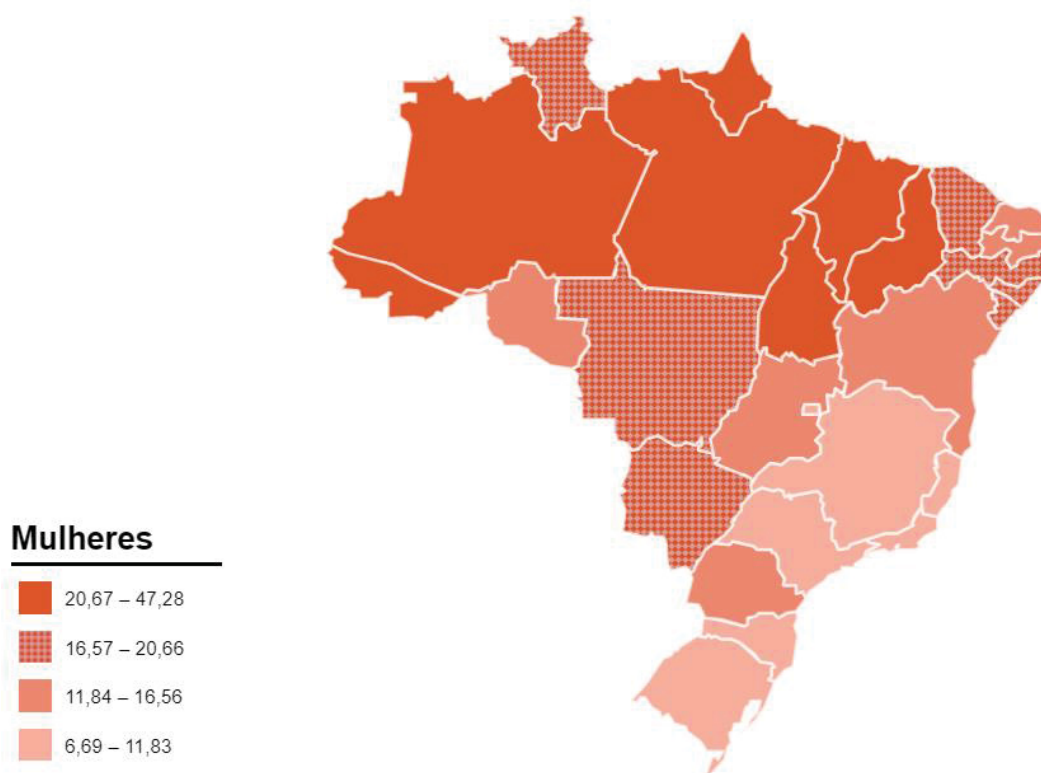 Mulheres
20,67 – 47,28
16,57 – 20,66
11,84 – 16,56
6,69 – 11,83